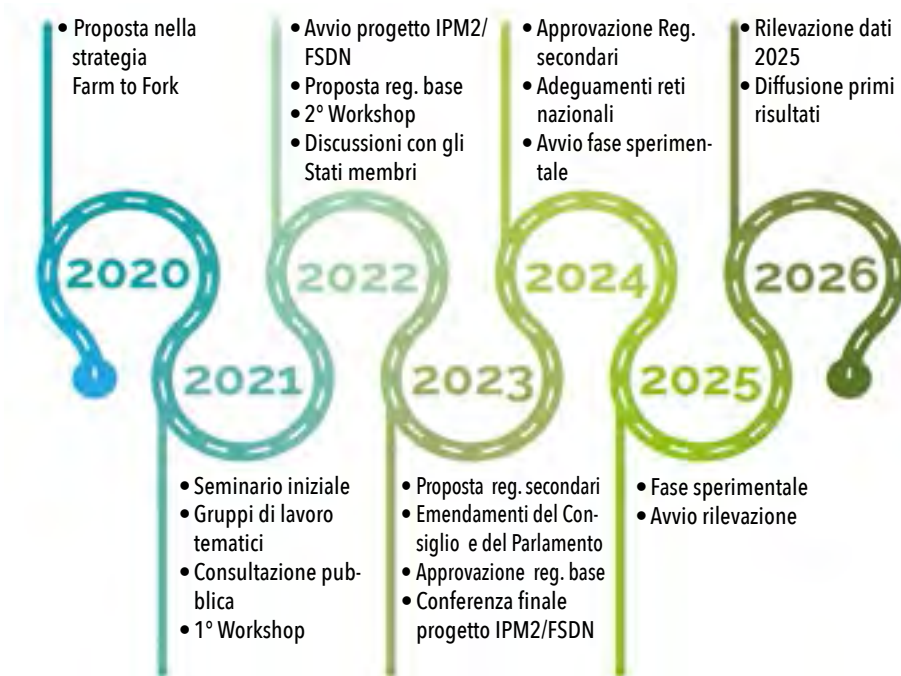 • Proposta nella
strategia
Farm to Fork
2020
2021
• Seminario iniziale
• Gruppi di lavoro
tematici
• Consultazione pub-
blica
• 1º Workshop
• Avvio progetto IPM2/
FSDN
• Proposta reg. base
• 2º Workshop
• Discussioni con gli
Stati membri
2022
2023
• Proposta reg. secondari
• Emendamenti del Con-
siglio e del Parlamento
• Approvazione reg. base
• Conferenza finale
progetto IPM2/FSDN
• Approvazione Reg.
secondari
• Adeguamenti reti
nazionali
• Avvio fase sperimen-
tale
2024
2025
• Fase sperimentale
• Avvio rilevazione
• Rilevazione dati
2025
• Diffusione primi
risultati
2026